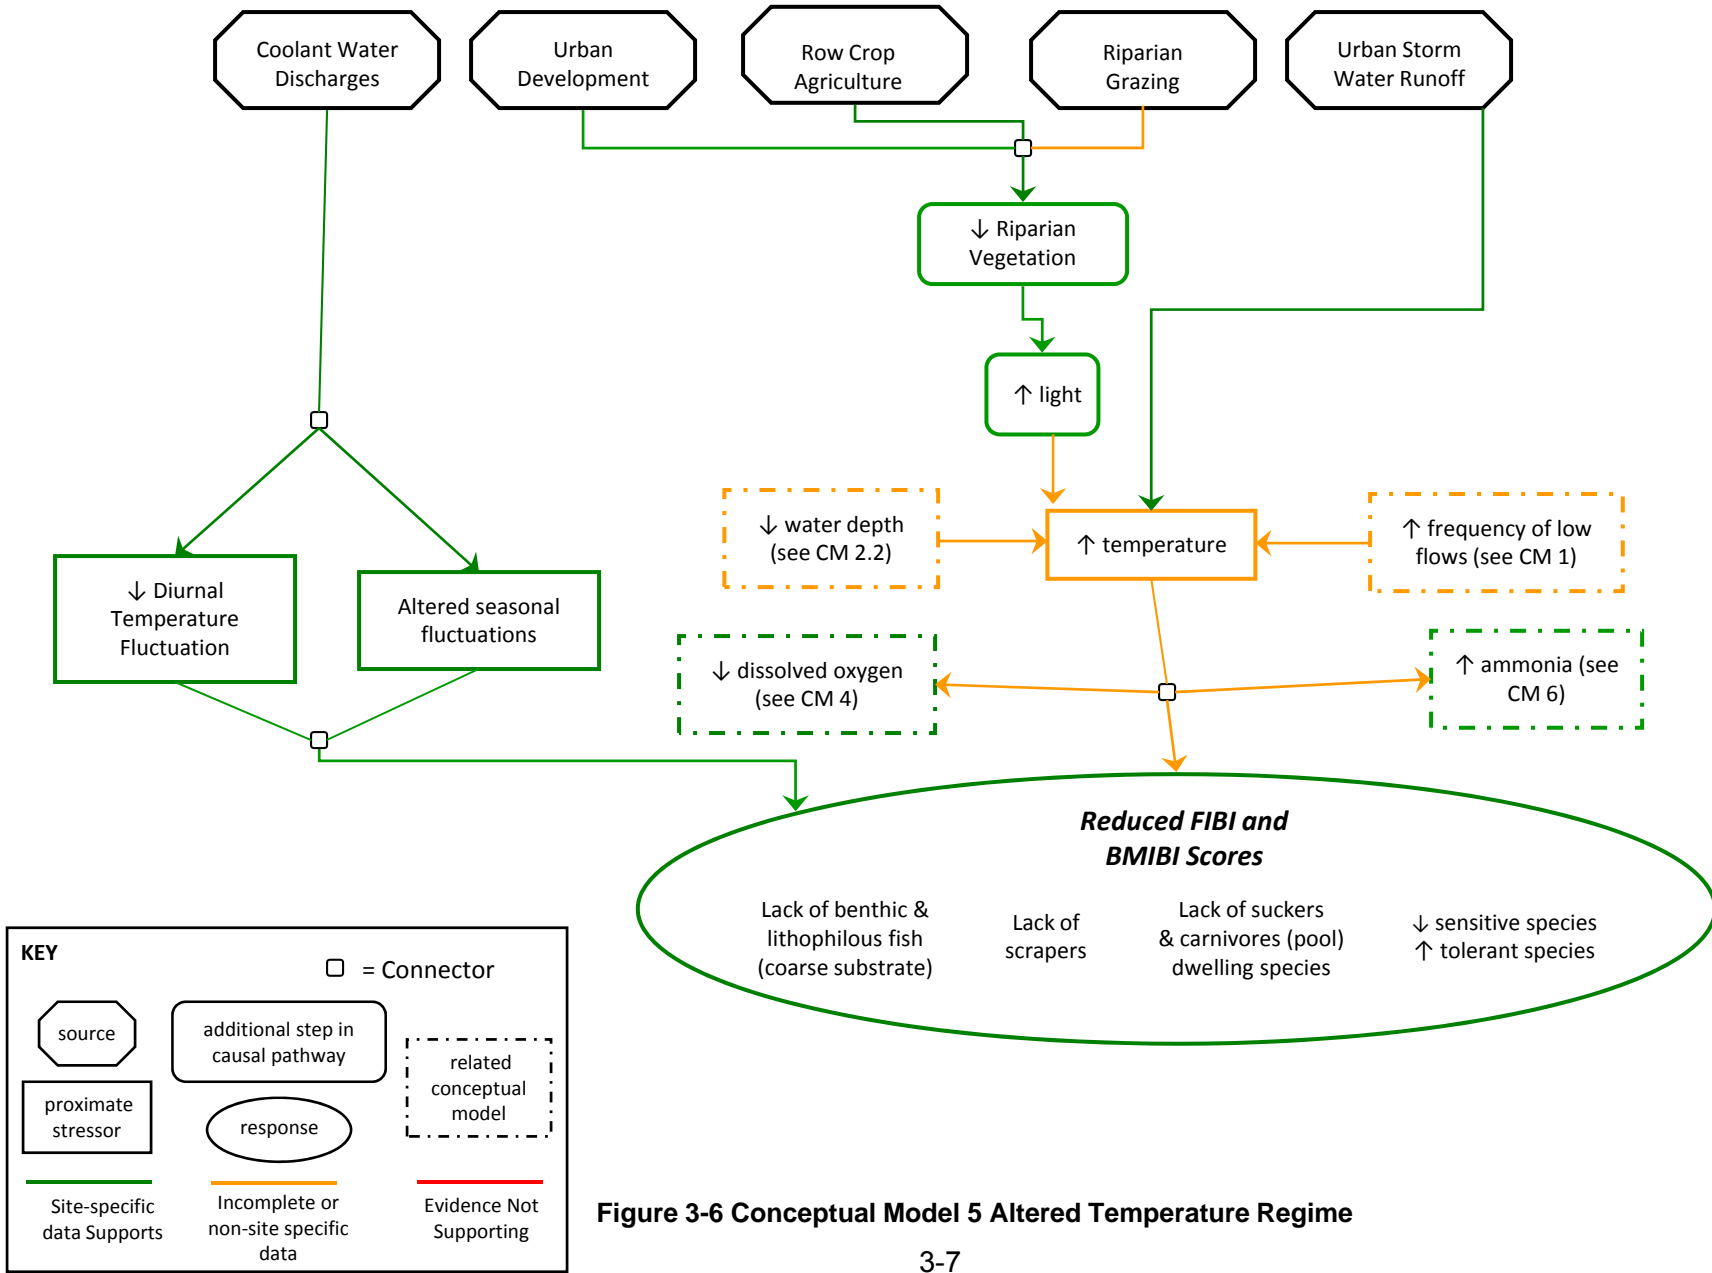 Coolant Water
Discharges
Urban
Development
Row Crop
Agriculture
Riparian
Grazing
Urban Storm
Water Runoff
↓ Riparian
Vegetation
↑ light
↓ water depth
(see CM 2.2)
↑ temperature
↑ frequency of low
flows (see CM 1)
↓ Diurnal
Temperature
Fluctuation
Altered seasonal
fluctuations
↓ dissolved oxygen
(see CM 4)
↑ ammonia (see
CM 6)
Reduced FIBI and
BMIBI Scores
Lack of benthic &
lithophilous fish
(coarse substrate)
Lack of
scrapers
Lack of suckers
& carnivores (pool)
dwelling species
↓ sensitive species
↑ tolerant species
KEY
= Connector
source
additional step in
causal pathway
related
conceptual
model
proximate
stressor
response
Site-specific
data Supports
Incomplete or
non-site specific
data
Evidence Not
Supporting
Figure 3-6 Conceptual Model 5 Altered Temperature Regime
3-7